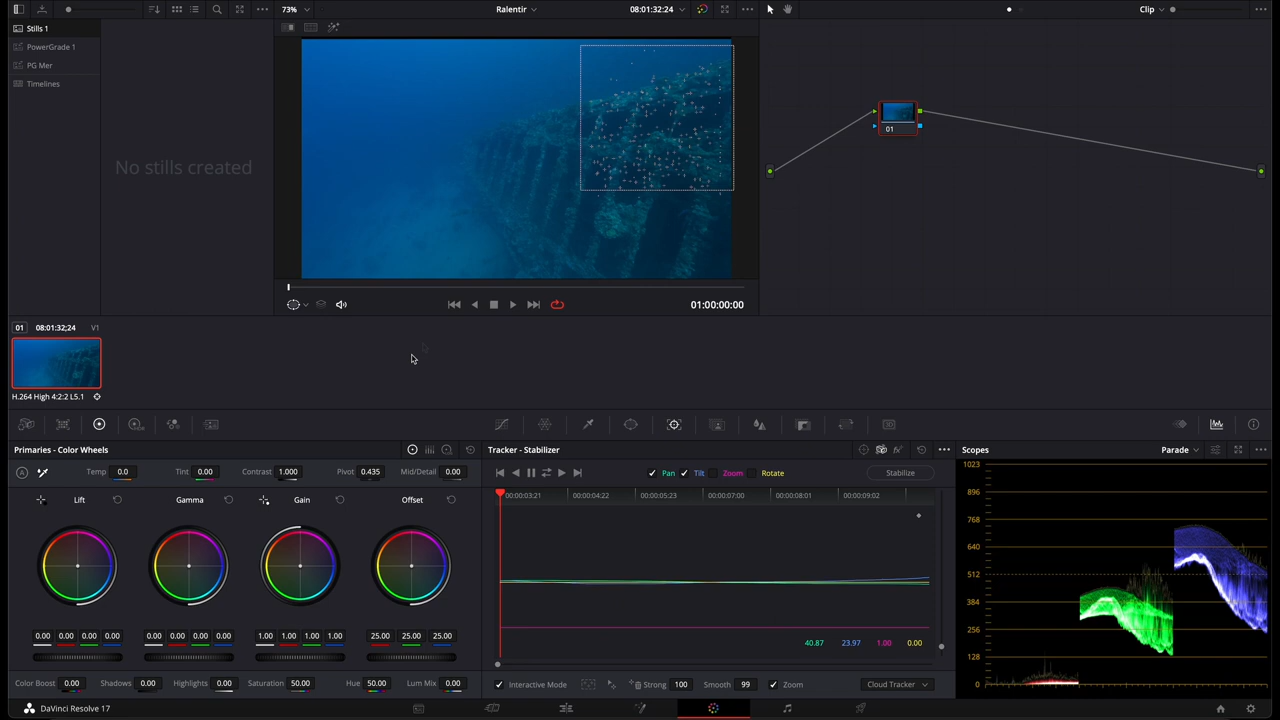 73%
Ralentir
08:01:32:24
Clip
Stills 1
PowerGrade 1
PG Mer
Timelines
No stills created
01
01:00:00:00
01
08:01:32;24
V1
H.264 High 4:2:2 L5.1
Primaries - Color Wheels
Tracker - Stabilizer
Scopes
Parade
Temp
0.0
Tint
0.00
Contrast
1.000
Pivot
0.435
Mid/Detail
0.00
Pan
Tilt
Zoom
Rotate
Stabilize
Lift
Gamma
Gain
Offset
00:00:03:21
00:00:04:22
00:00:05:23
00:00:07:00
00:00:08:01
00:00:09:02
1023
896
768
640
512
384
256
128
0
0.00
0.00
0.00
0.00
0.00
0.00
0.00
0.00
1.00
1.00
1.00
25.00
25.00
40.87
23.97
1.00
0.00
Color Boost
0.00
Shadows
0.00
Highlights
0.00
Saturation
50.00
Hue
50.00
Lum Mix
0.00
Interactive Mode
Strong
100
Smooth
99
Zoom
Cloud Tracker
DaVinci Resolve 17